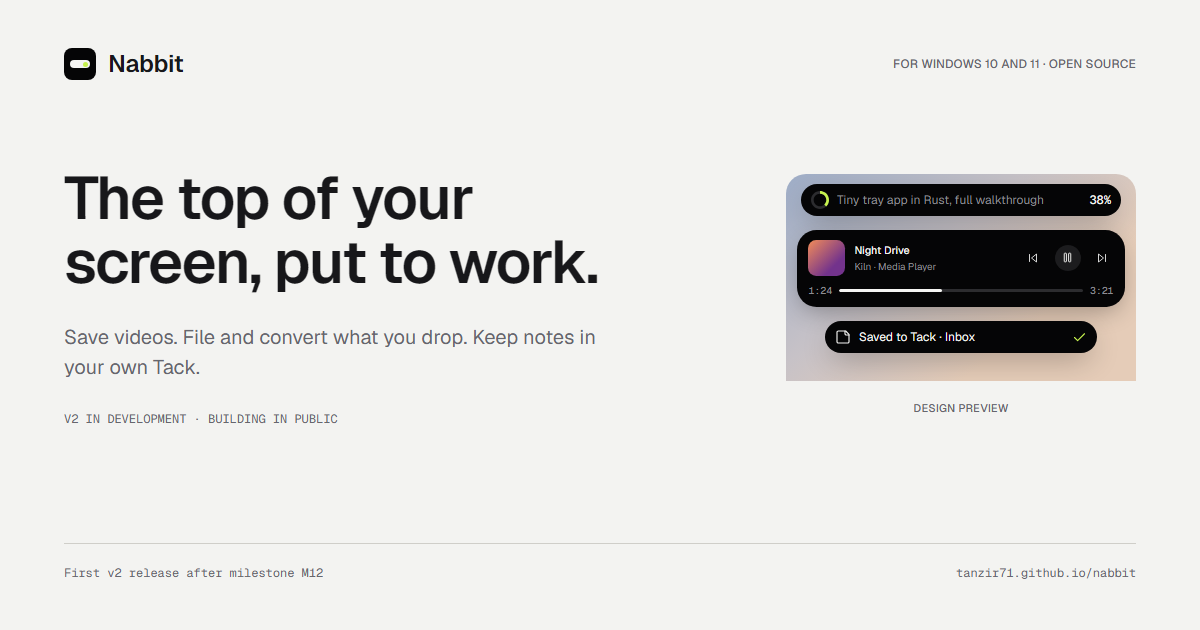 Nabbit
FOR WINDOWS 10 AND 11 · OPEN SOURCE
The top of your
screen, put to work.
Save videos. File and convert what you drop. Keep notes in
your own Tack.
V2 IN DEVELOPMENT · BUILDING IN PUBLIC
Tiny tray app in Rust, full walkthrough 38%
Night Drive
Kiln · Media Player
1:24 3:21
Saved to Tack · Inbox
DESIGN PREVIEW
First v2 release after milestone M12
tanzir71.github.io/nabbit